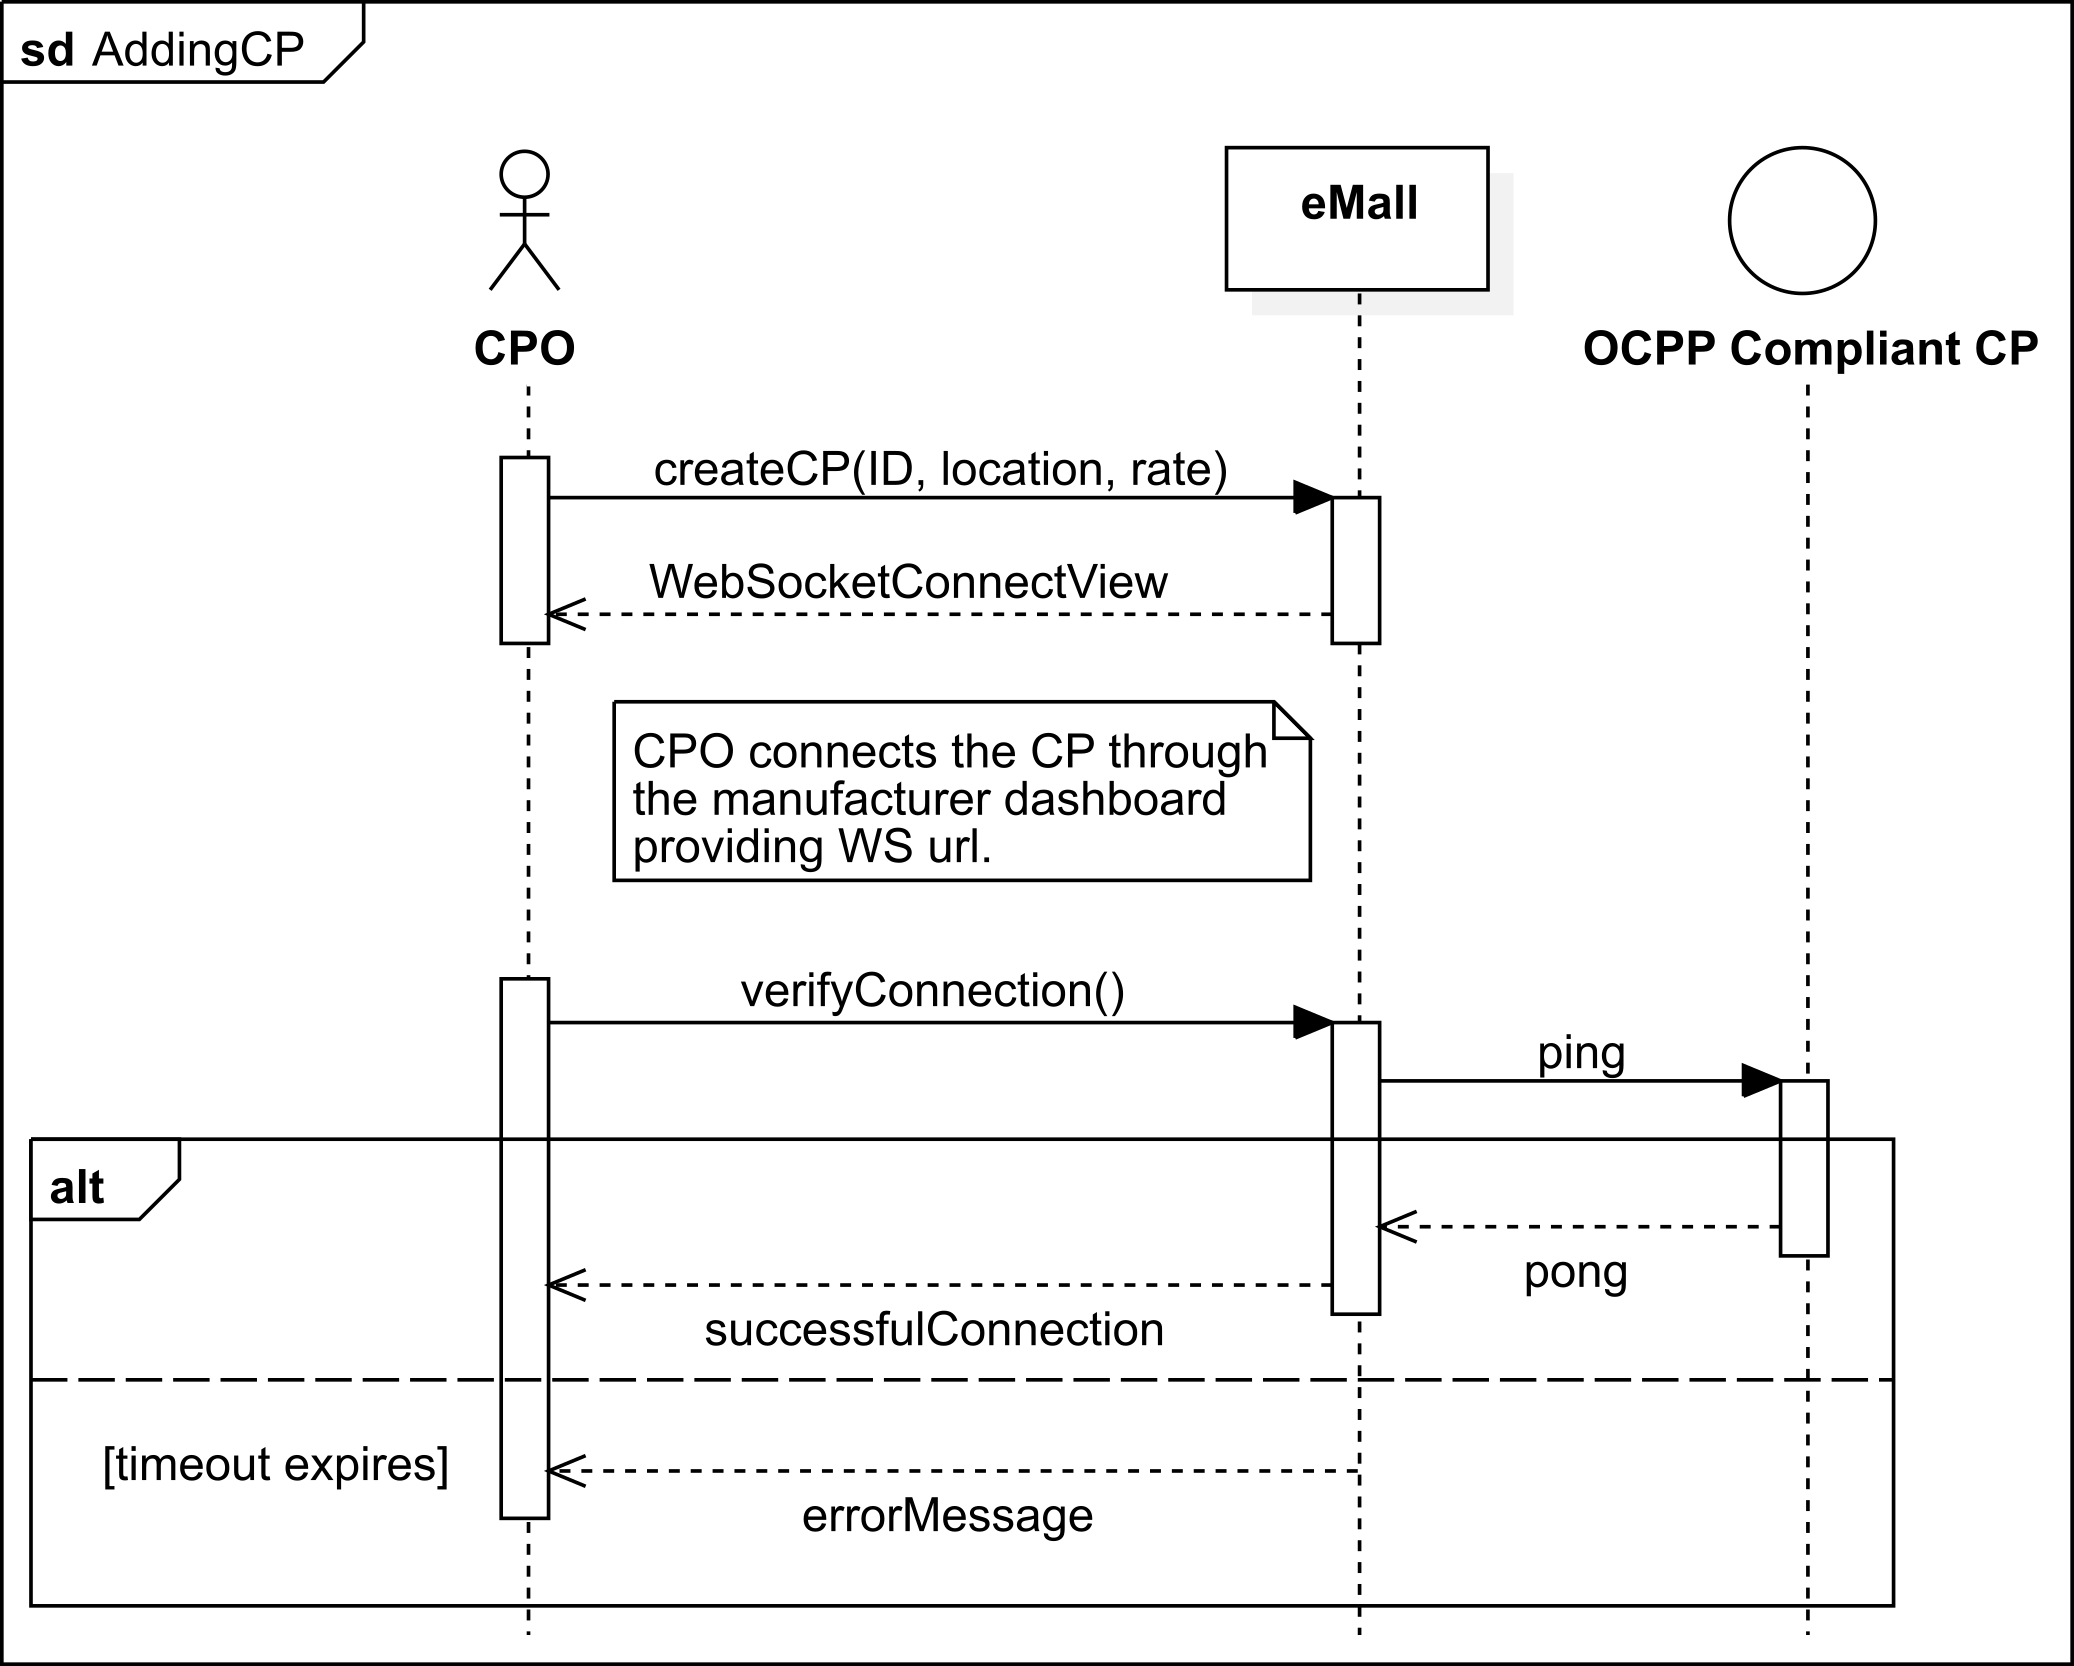 sd AddingCP
eMall
CPO
OCPP Compliant CP
createCP(ID, location, rate)
WebSocketConnectView
CPO connects the CP through
the manufacturer dashboard
providing WS url.
verifyConnection()
ping
alt
pong
successfulConnection
[timeout expires]
errorMessage